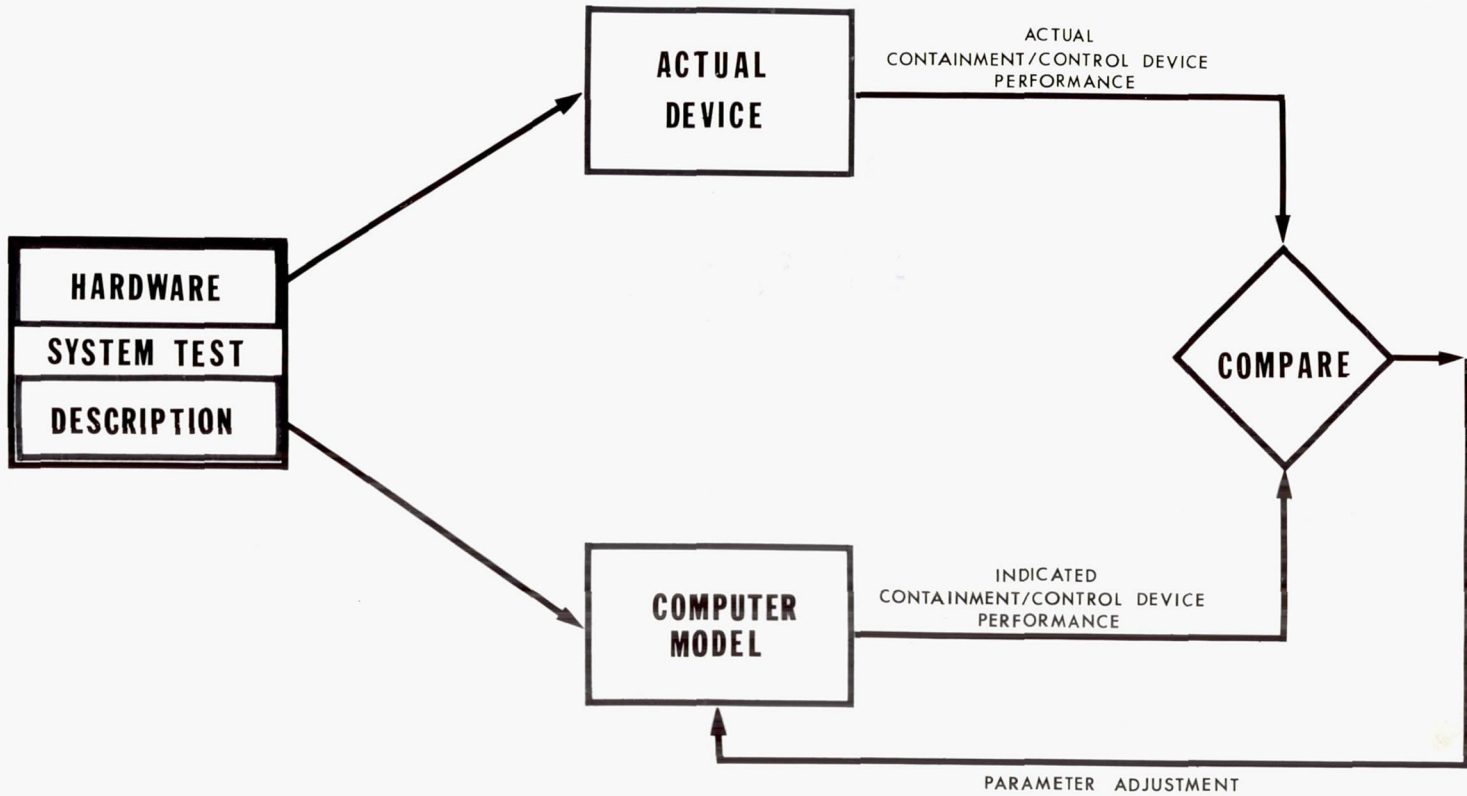 ACTUAL
DEVICE
ACTUAL
CONTAINMENT/CONTROL DEVICE
PERFORMANCE
HARDWARE
SYSTEM TEST
DESCRIPTION
COMPARE
COMPUTER
MODEL
INDICATED
CONTAINMENT/CONTROL DEVICE
PERFORMANCE
PARAMETER ADJUSTMENT